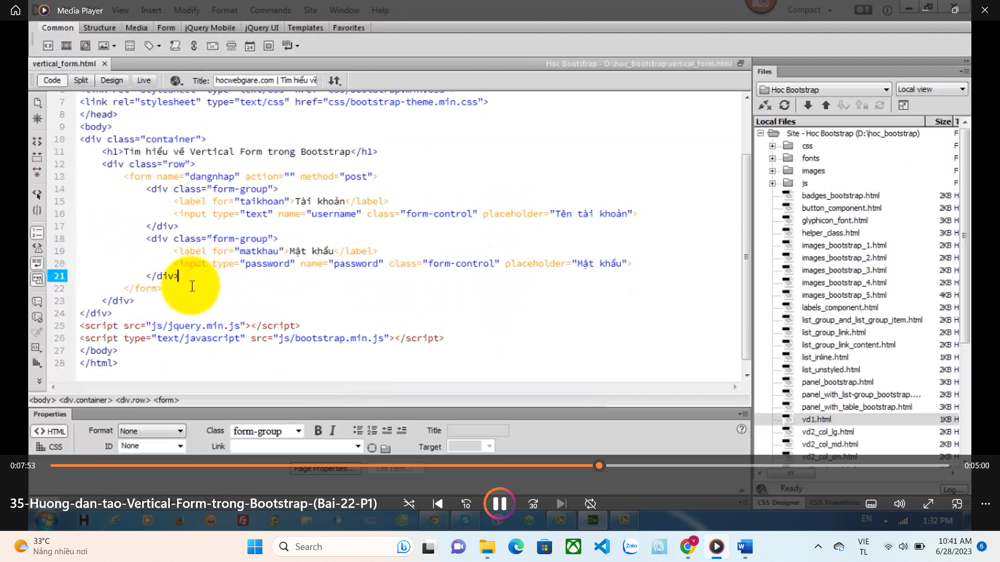 Media Player
View Insert Modify Format Commands Site Window Help
Compact
Common Structure Media Form jQuery Mobile jQuery UI Templates Favorites
vertical_form.html
Hoc Bootstrap - D:\hoc_bootstrap\vertical_form.html
Code Split Design Live Title: hocwebgiare.com | Tìm hiểu về
7 <link rel="stylesheet" type="text/css" href="css/bootstrap-theme.min.css">
8 </head>
9 <body>
10 <div class="container">
11 <h1>Tìm hiểu về Vertical Form trong Bootstrap</h1>
12 <div class="row">
13 <form name="dangnhap" action="" method="post">
14 <div class="form-group">
15 <label for="taikhoan">Tài khoản</label>
16 <input type="text" name="username" class="form-control" placeholder="Tên tài khoản">
17 </div>
18 <div class="form-group">
19 <label for="matkhau">Mật khẩu</label>
20 <input type="password" name="password" class="form-control" placeholder="Mật khẩu">
21 </div>
22 </form>
23 </div>
24 </div>
25 <script src="js/jquery.min.js"></script>
26 <script type="text/javascript" src="js/bootstrap.min.js"></script>
27 </body>
28 </html>
<body> <div.container> <div.row> <form>
Properties
<> HTML Format None Class form-group B I Title
CSS ID None Link Target
Page Properties... List Item...
Files
Hoc Bootstrap Local view
Local Files Size T
Site - Hoc Bootstrap (D:\hoc_bootstrap) F
css F
fonts F
images F
js F
badges_bootstrap.html 2KB H
button_component.html 2KB H
glyphicon_font.html 3KB H
helper_class.html 3KB H
images_bootstrap_1.html 2KB H
images_bootstrap_2.html 2KB H
images_bootstrap_3.html 2KB H
images_bootstrap_4.html 2KB H
images_bootstrap_5.html 4KB H
labels_component.html 2KB H
list_group_and_list_group_item.html 3KB H
list_group_link.html 2KB H
list_group_link_content.html 2KB H
list_inline.html 1KB H
list_unstyled.html 2KB H
panel_bootstrap.html 3KB H
panel_with_list-group_bootstrap.... 2KB H
panel_with_table_bootstrap.html 3KB H
vd1.html 1KB H
vd2_col_lg.html 2KB H
vd2_col_md.html 2KB H
vd2_col_sm.html 2KB H
Ready Log...
CSS Designer CSS Transitions
0:07:53 0:05:00
35-Huong-dan-tao-Vertical-Form-trong-Bootstrap-(Bai-22-P1)
10 30
EN 1:32 PM
33°C
Nắng nhiều nơi
Search
Zalo
VIE
TL
10:41 AM
6/28/2023
6